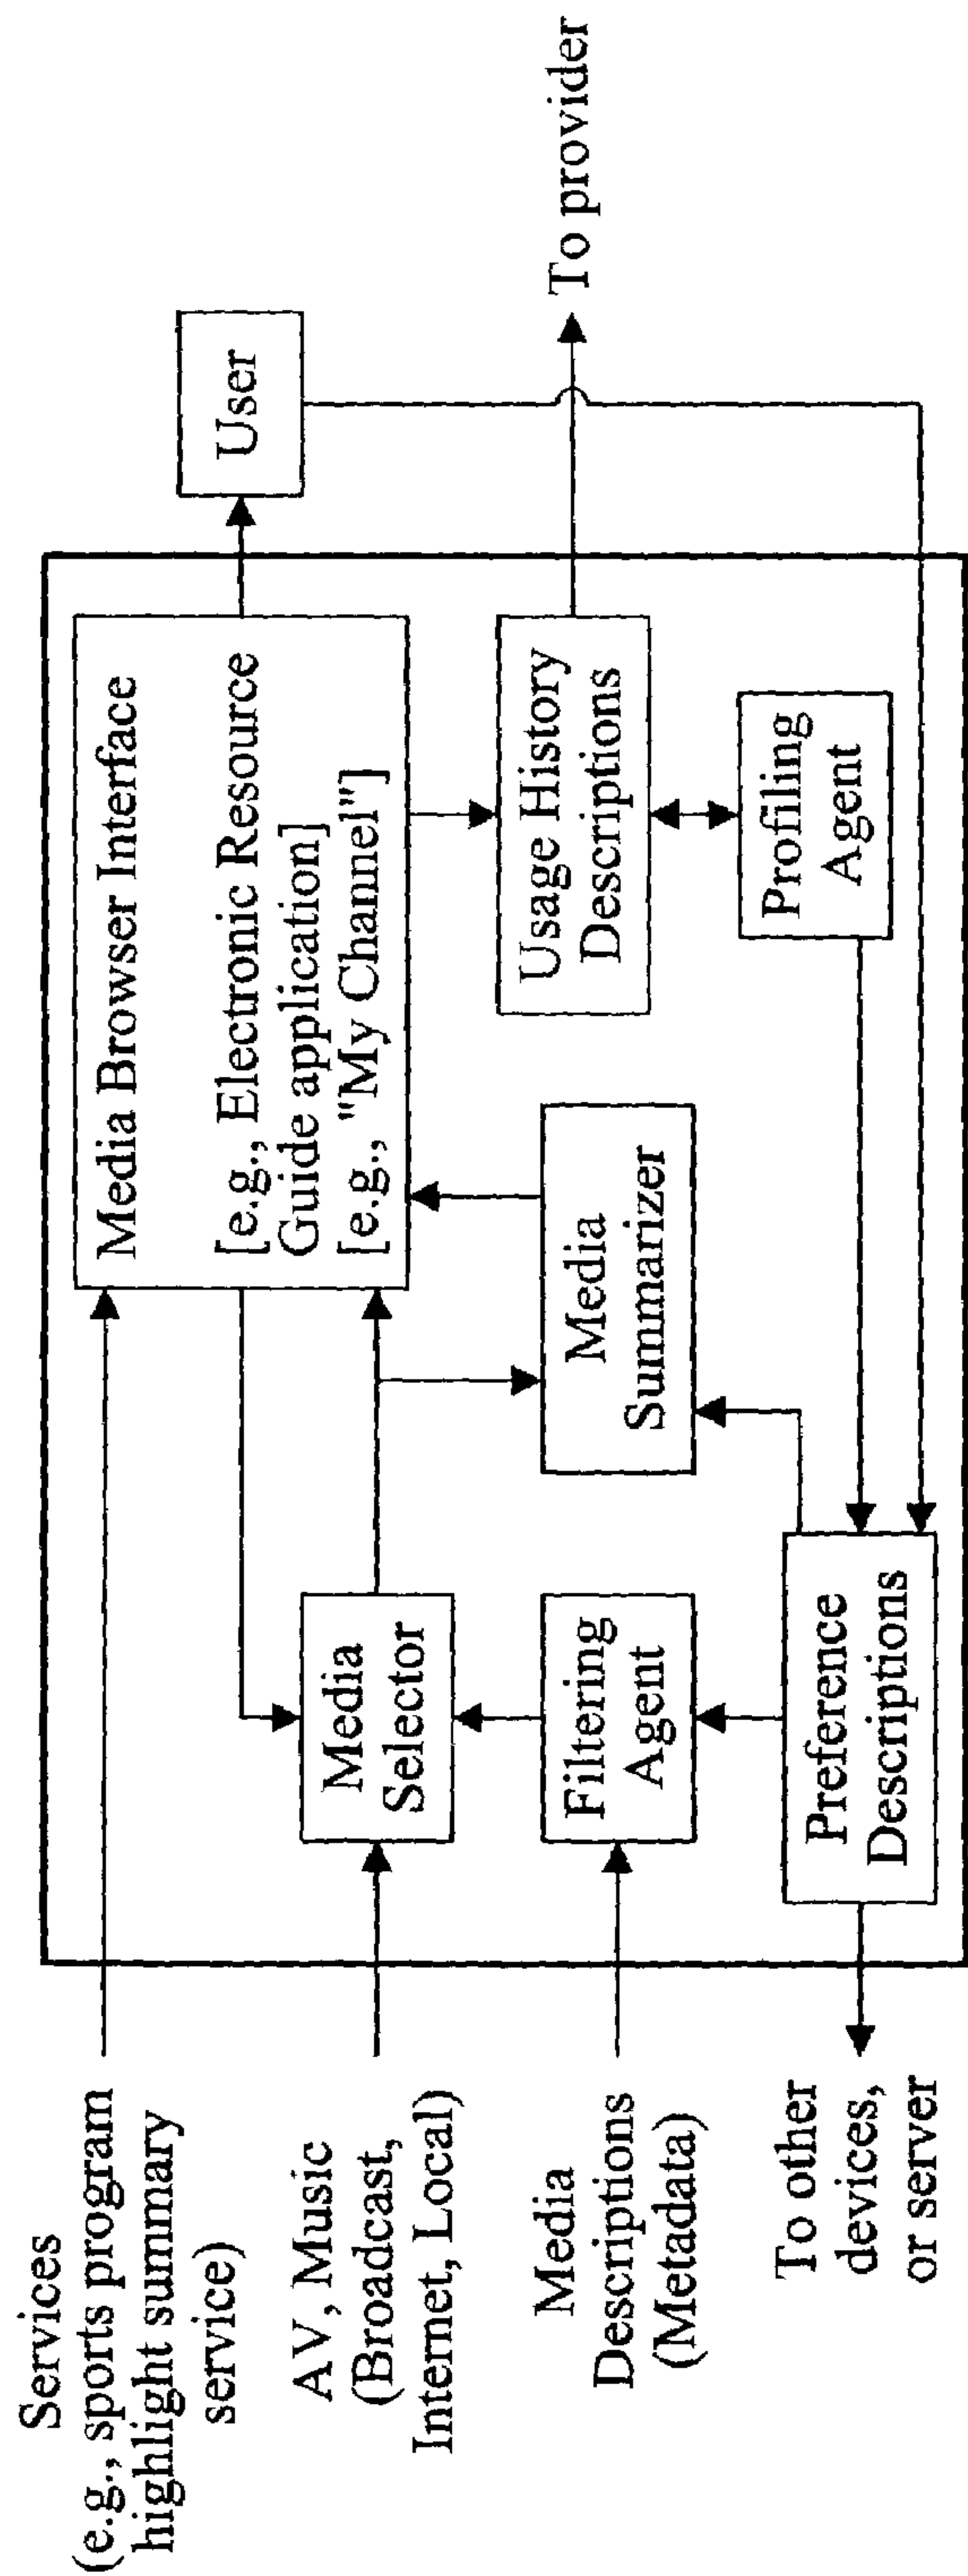 Services
(e.g., sports program
highlight summary
service)
AV, Music
(Broadcast,
Internet, Local)
Media
Descriptions
(Metadata)
To other
devices,
or server
Media Browser Interface
[e.g., Electronic Resource
Guide application]
[e.g., "My Channel"]
Media
Selector
Filtering
Agent
Preference
Descriptions
Media
Summarizer
Usage History
Descriptions
Profiling
Agent
User
To provider